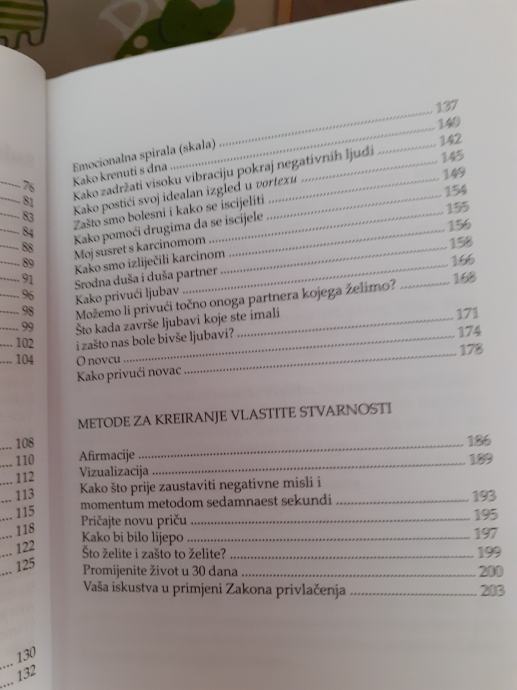 76
81
83
84
88
89
91
96
98
99
102
104
108
110
112
113
115
118
122
125
130
132
Emocionalna spirala (skala) 137
Kako krenuti s dna 140
Kako zadržati visoku vibraciju pokraj negativnih ljudi 142
Kako postići svoj idealan izgled u vortexu 145
Zašto smo bolesni i kako se iscijeliti 149
Kako pomoći drugima da se iscijele 154
Moj susret s karcinomom 155
Kako smo izliječili karcinom 156
Srodna duša i duša partner 158
Kako privući ljubav 166
Možemo li privući točno onoga partnera kojega želimo? 168
Što kada završe ljubavi koje ste imali
i zašto nas bole bivše ljubavi? 171
O novcu 174
Kako privući novac 178
METODE ZA KREIRANJE VLASTITE STVARNOSTI
Afirmacije 186
Vizualizacija 189
Kako što prije zaustaviti negativne misli i
momentum metodom sedamnaest sekundi 193
Pričajte novu priču 195
Kako bi bilo lijepo 197
Što želite i zašto to želite? 199
Promijenite život u 30 dana 200
Vaša iskustva u primjeni Zakona privlačenja 203